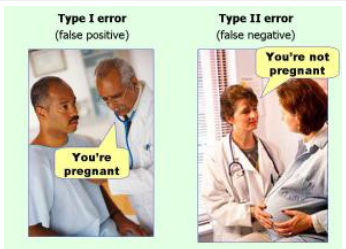 Type I error
(false positive)
You're
pregnant
Type II error
(false negative)
You're not
pregnant